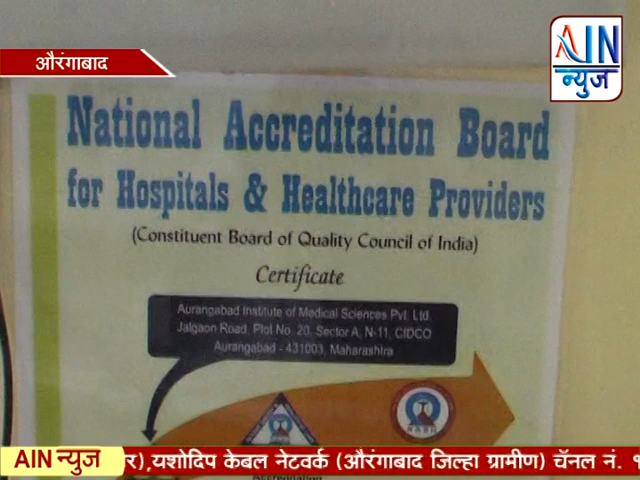 औरंगाबाद
AIN
न्युज
National Accreditation Board
for Hospitals & Healthcare Providers
(Constituent Board of Quality Council of India)
Certificate
Aurangabad Institute of Medical Sciences Pvt. Ltd.
Jalgaon Road, Plot No. 20, Sector A, N-11, CIDCO
Aurangabad - 431003, Maharashtra
AIN न्युज र),यशोदिप केबल नेटवर्क (औरंगाबाद जिल्हा ग्रामीण) चॅनल नं. १